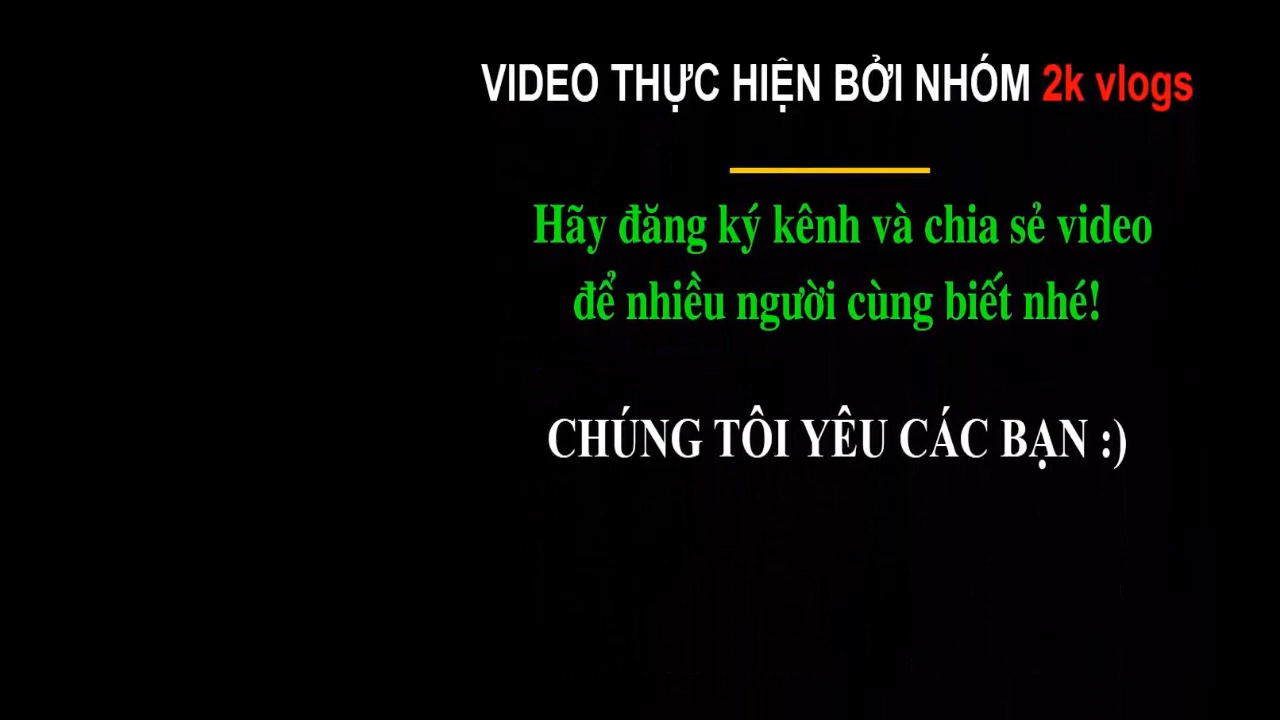 VIDEO THỰC HIỆN BỞI NHÓM 2k vlogs
Hãy đăng ký kênh và chia sẻ video
để nhiều người cùng biết nhé!
CHÚNG TÔI YÊU CÁC BẠN :)